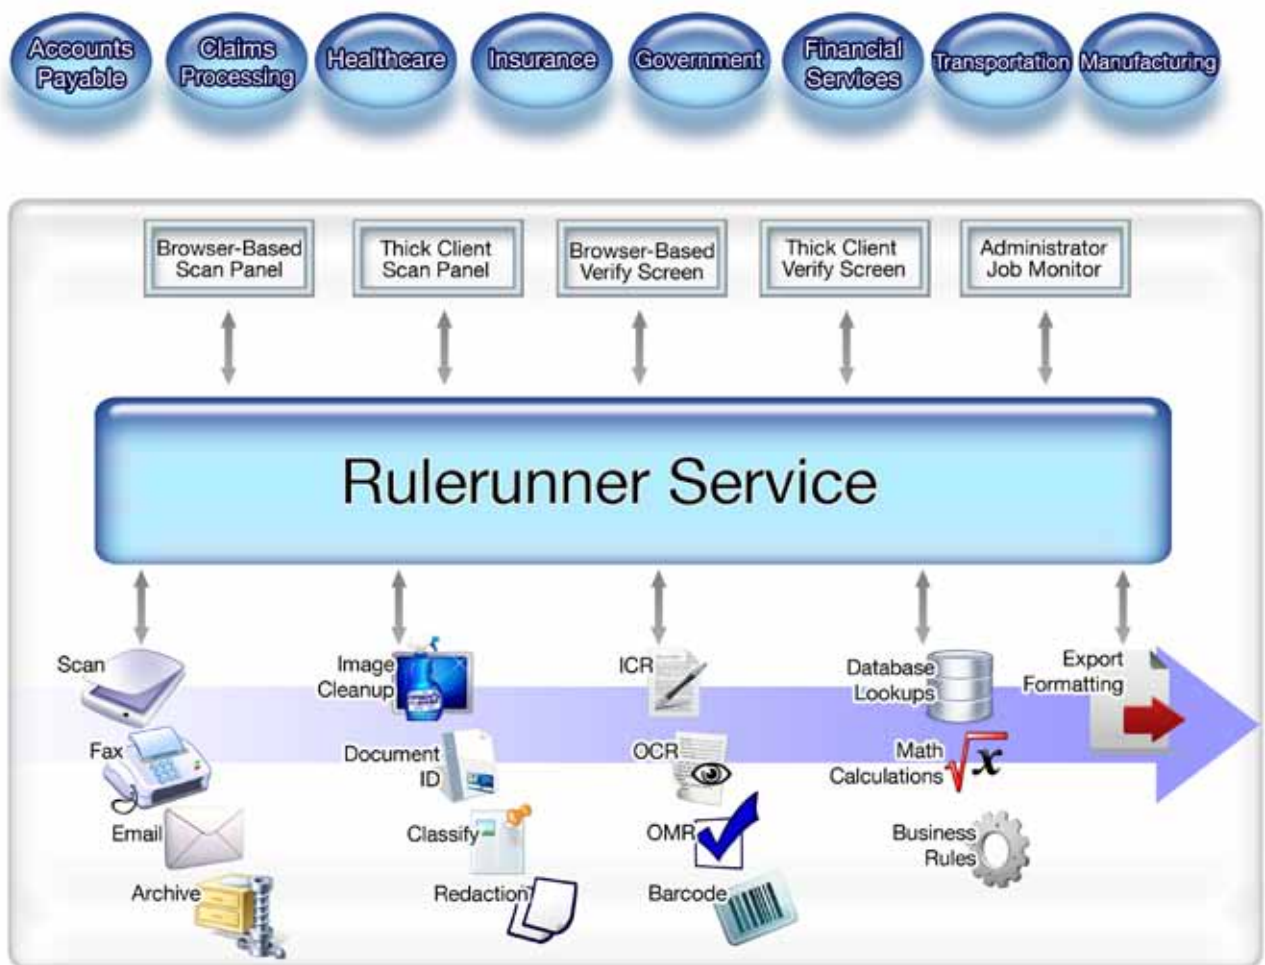 Accounts
Payable
Claims
Processing
Healthcare
Insurance
Government
Financial
Services
Transportation
Manufacturing
Browser-Based
Scan Panel
Thick Client
Scan Panel
Browser-Based
Verify Screen
Thick Client
Verify Screen
Administrator
Job Monitor
Rulerunner Service
Scan
Fax
Email
Archive
Image
Cleanup
Document
ID
Classify
Redaction
ICR
OCR
OMR
Barcode
Database
Lookups
Math
Calculations
√x
Business
Rules
Export
Formatting